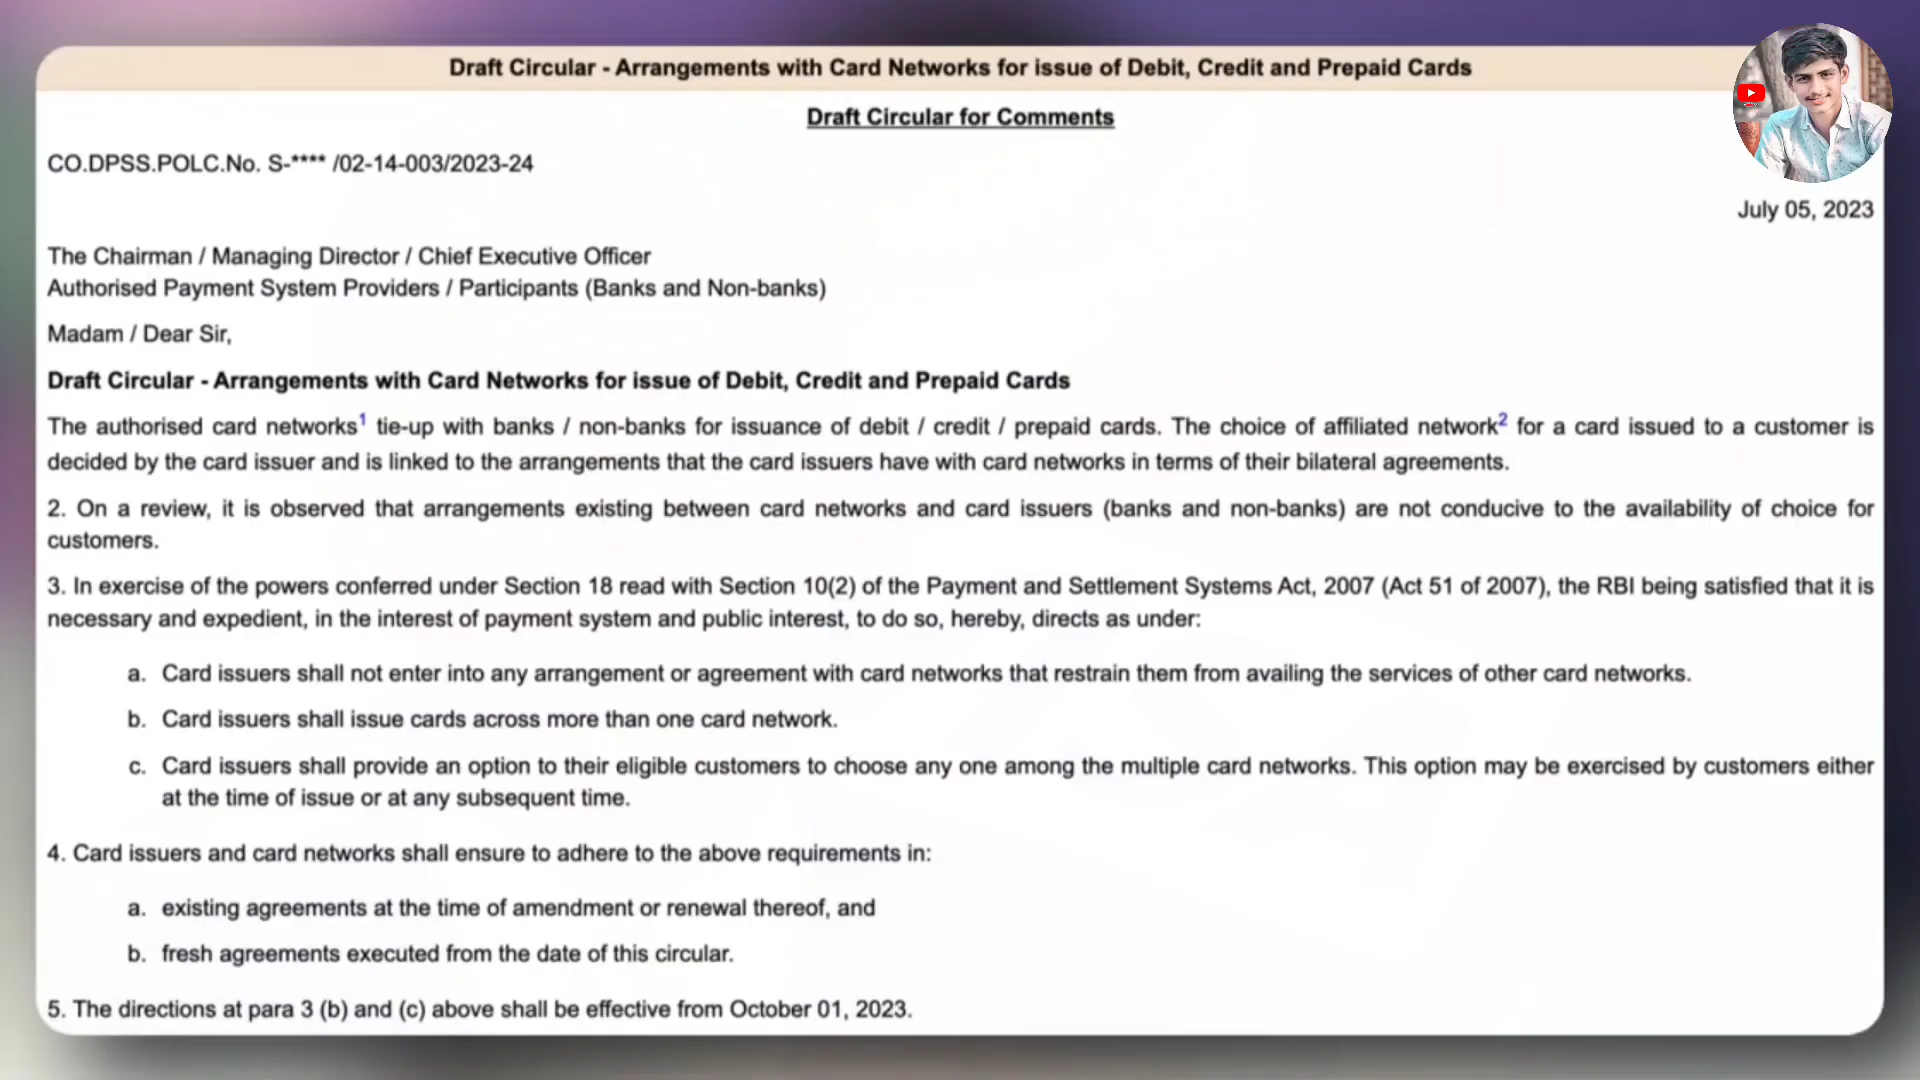 Draft Circular - Arrangements with Card Networks for issue of Debit, Credit and Prepaid Cards
Draft Circular for Comments
CO.DPSS.POLC.No. S-**** /02-14-003/2023-24
July 05, 2023
The Chairman / Managing Director / Chief Executive Officer
Authorised Payment System Providers / Participants (Banks and Non-banks)
Madam / Dear Sir,
Draft Circular - Arrangements with Card Networks for issue of Debit, Credit and Prepaid Cards
The authorised card networks1 tie-up with banks / non-banks for issuance of debit / credit / prepaid cards. The choice of affiliated network2 for a card issued to a customer is
decided by the card issuer and is linked to the arrangements that the card issuers have with card networks in terms of their bilateral agreements.
2. On a review, it is observed that arrangements existing between card networks and card issuers (banks and non-banks) are not conducive to the availability of choice for
customers.
3. In exercise of the powers conferred under Section 18 read with Section 10(2) of the Payment and Settlement Systems Act, 2007 (Act 51 of 2007), the RBI being satisfied that it is
necessary and expedient, in the interest of payment system and public interest, to do so, hereby, directs as under:
a. Card issuers shall not enter into any arrangement or agreement with card networks that restrain them from availing the services of other card networks.
b. Card issuers shall issue cards across more than one card network.
c. Card issuers shall provide an option to their eligible customers to choose any one among the multiple card networks. This option may be exercised by customers either
at the time of issue or at any subsequent time.
4. Card issuers and card networks shall ensure to adhere to the above requirements in:
a. existing agreements at the time of amendment or renewal thereof, and
b. fresh agreements executed from the date of this circular.
5. The directions at para 3 (b) and (c) above shall be effective from October 01, 2023.